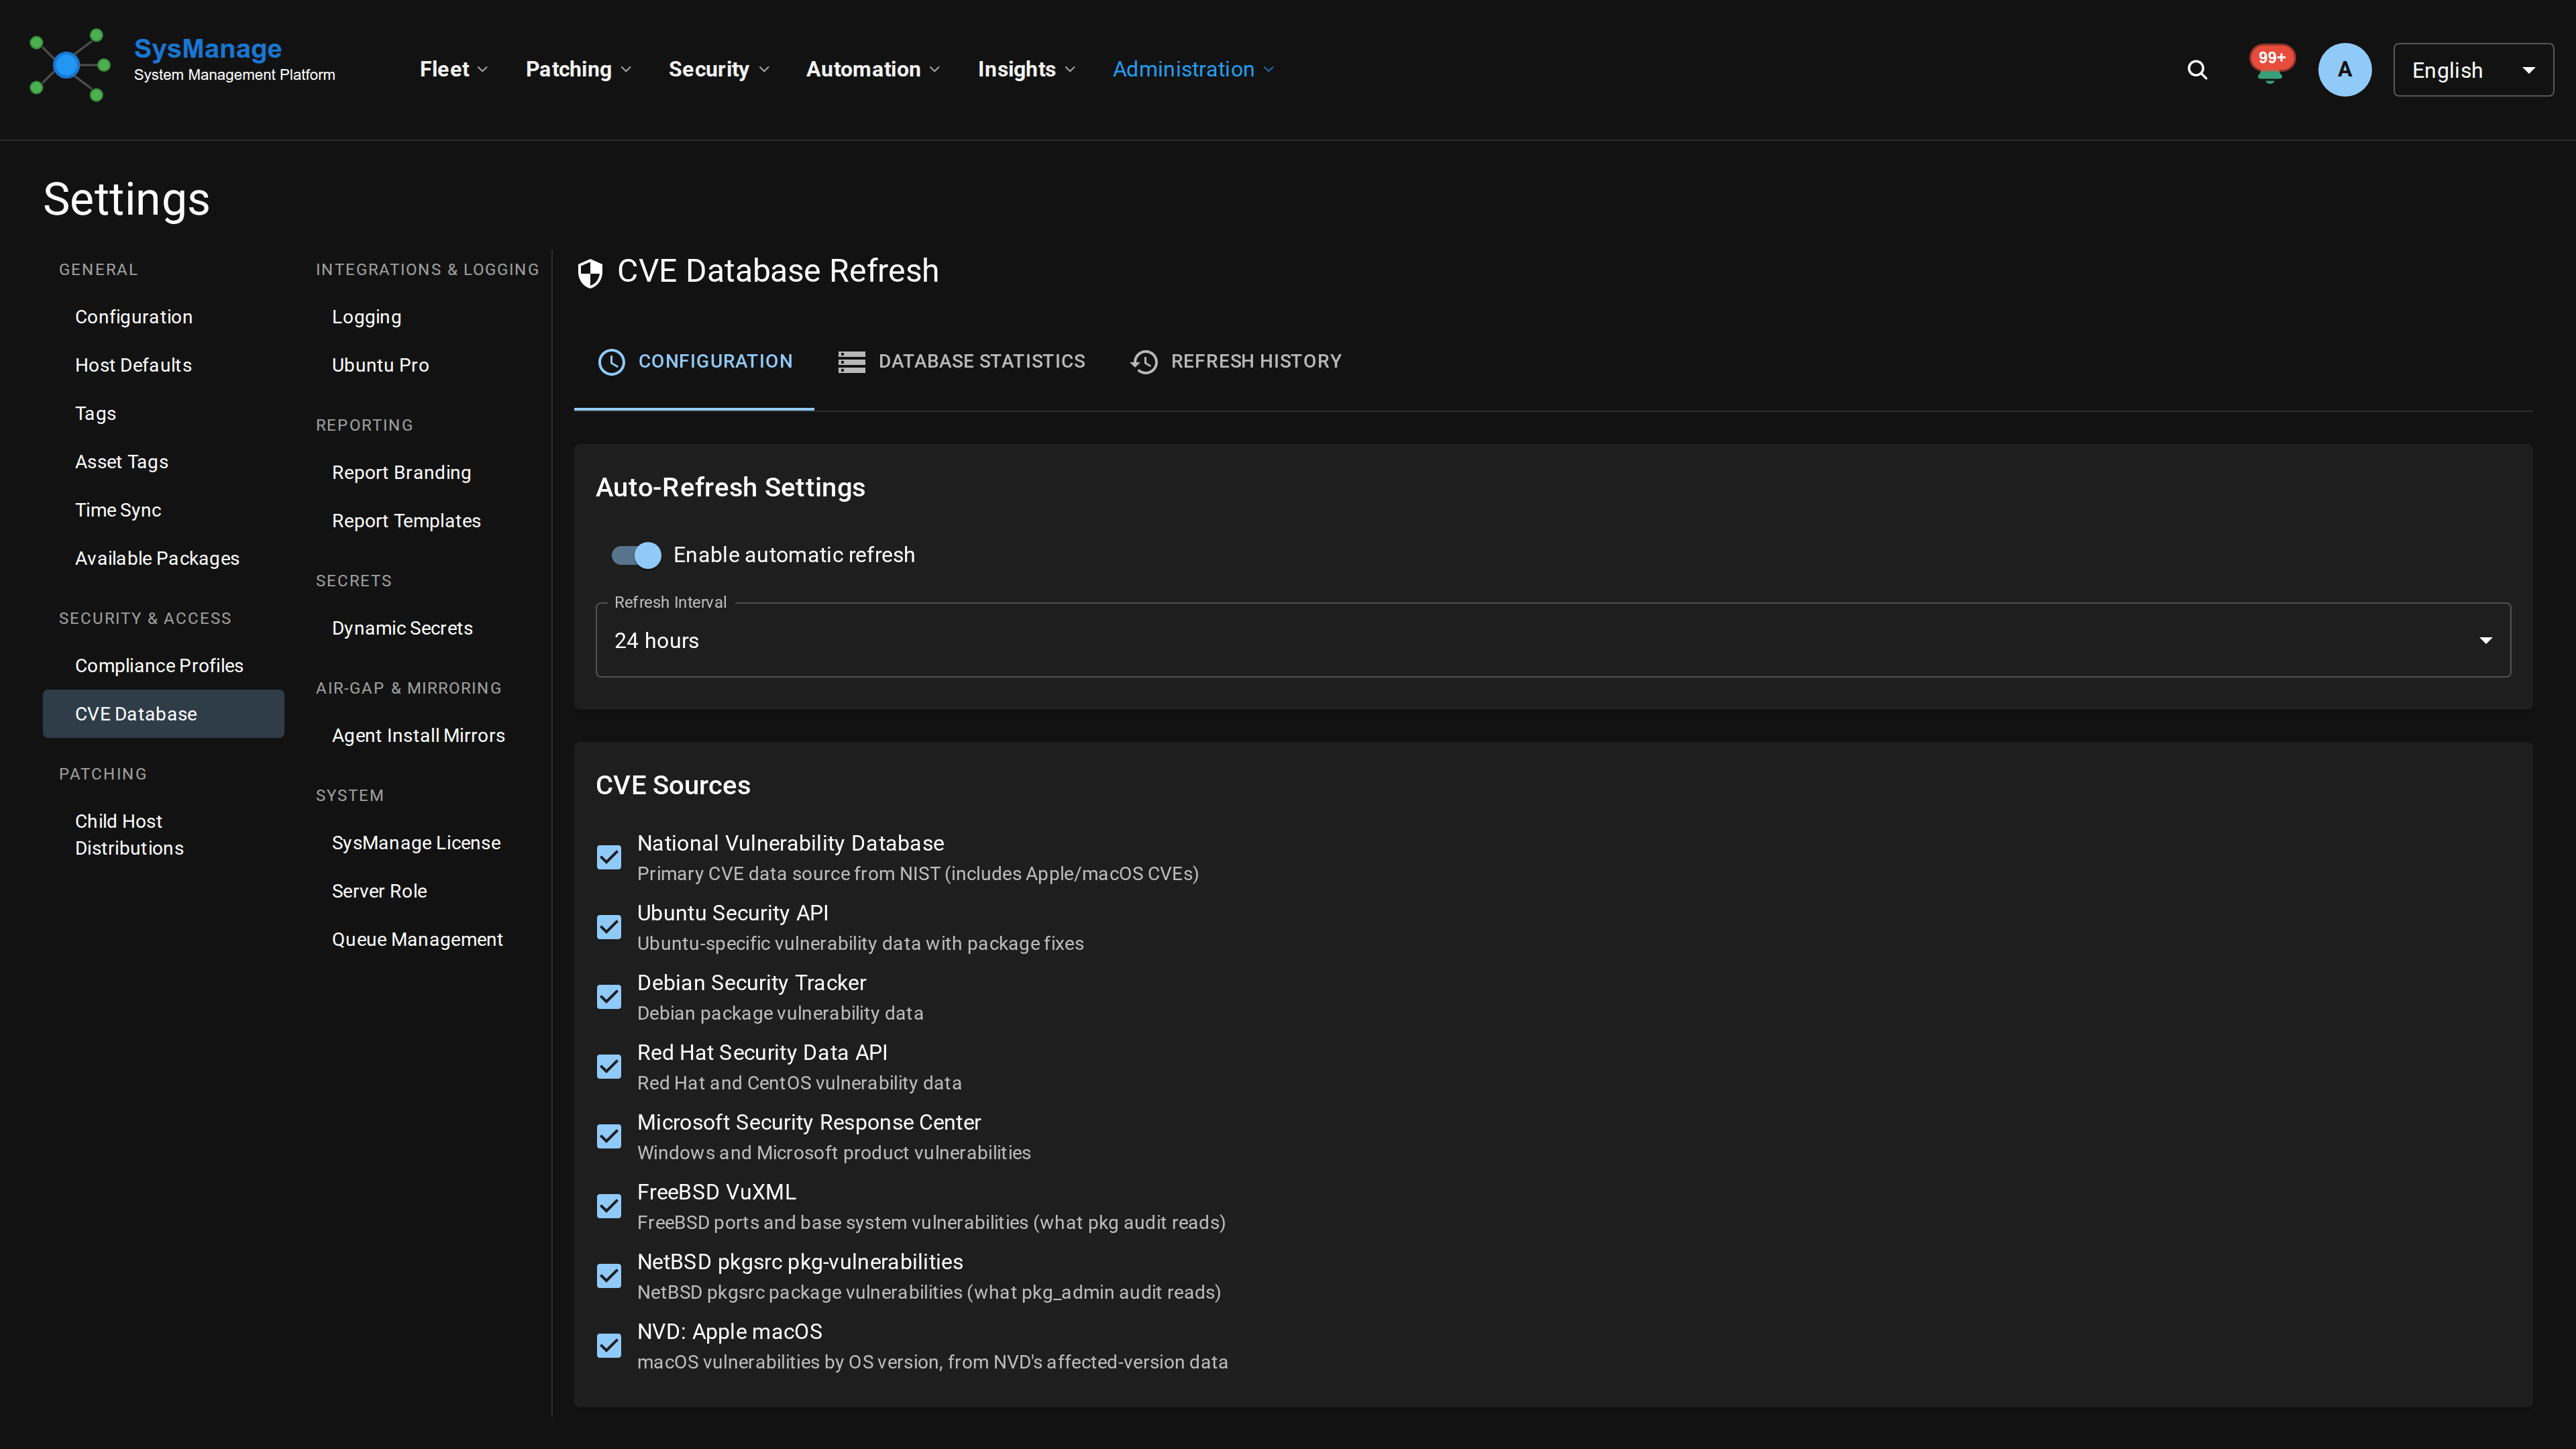 SysManage
System Management Platform
Fleet
Patching
Security
Automation
Insights
Administration
99+
A
English
Settings
GENERAL
Configuration
Host Defaults
Tags
Asset Tags
Time Sync
Available Packages
SECURITY & ACCESS
Compliance Profiles
CVE Database
PATCHING
Child Host
Distributions
INTEGRATIONS & LOGGING
Logging
Ubuntu Pro
REPORTING
Report Branding
Report Templates
SECRETS
Dynamic Secrets
AIR-GAP & MIRRORING
Agent Install Mirrors
SYSTEM
SysManage License
Server Role
Queue Management
CVE Database Refresh
CONFIGURATION
DATABASE STATISTICS
REFRESH HISTORY
Auto-Refresh Settings
Enable automatic refresh
Refresh Interval
24 hours
CVE Sources
National Vulnerability Database
Primary CVE data source from NIST (includes Apple/macOS CVEs)
Ubuntu Security API
Ubuntu-specific vulnerability data with package fixes
Debian Security Tracker
Debian package vulnerability data
Red Hat Security Data API
Red Hat and CentOS vulnerability data
Microsoft Security Response Center
Windows and Microsoft product vulnerabilities
FreeBSD VuXML
FreeBSD ports and base system vulnerabilities (what pkg audit reads)
NetBSD pkgsrc pkg-vulnerabilities
NetBSD pkgsrc package vulnerabilities (what pkg_admin audit reads)
NVD: Apple macOS
macOS vulnerabilities by OS version, from NVD's affected-version data